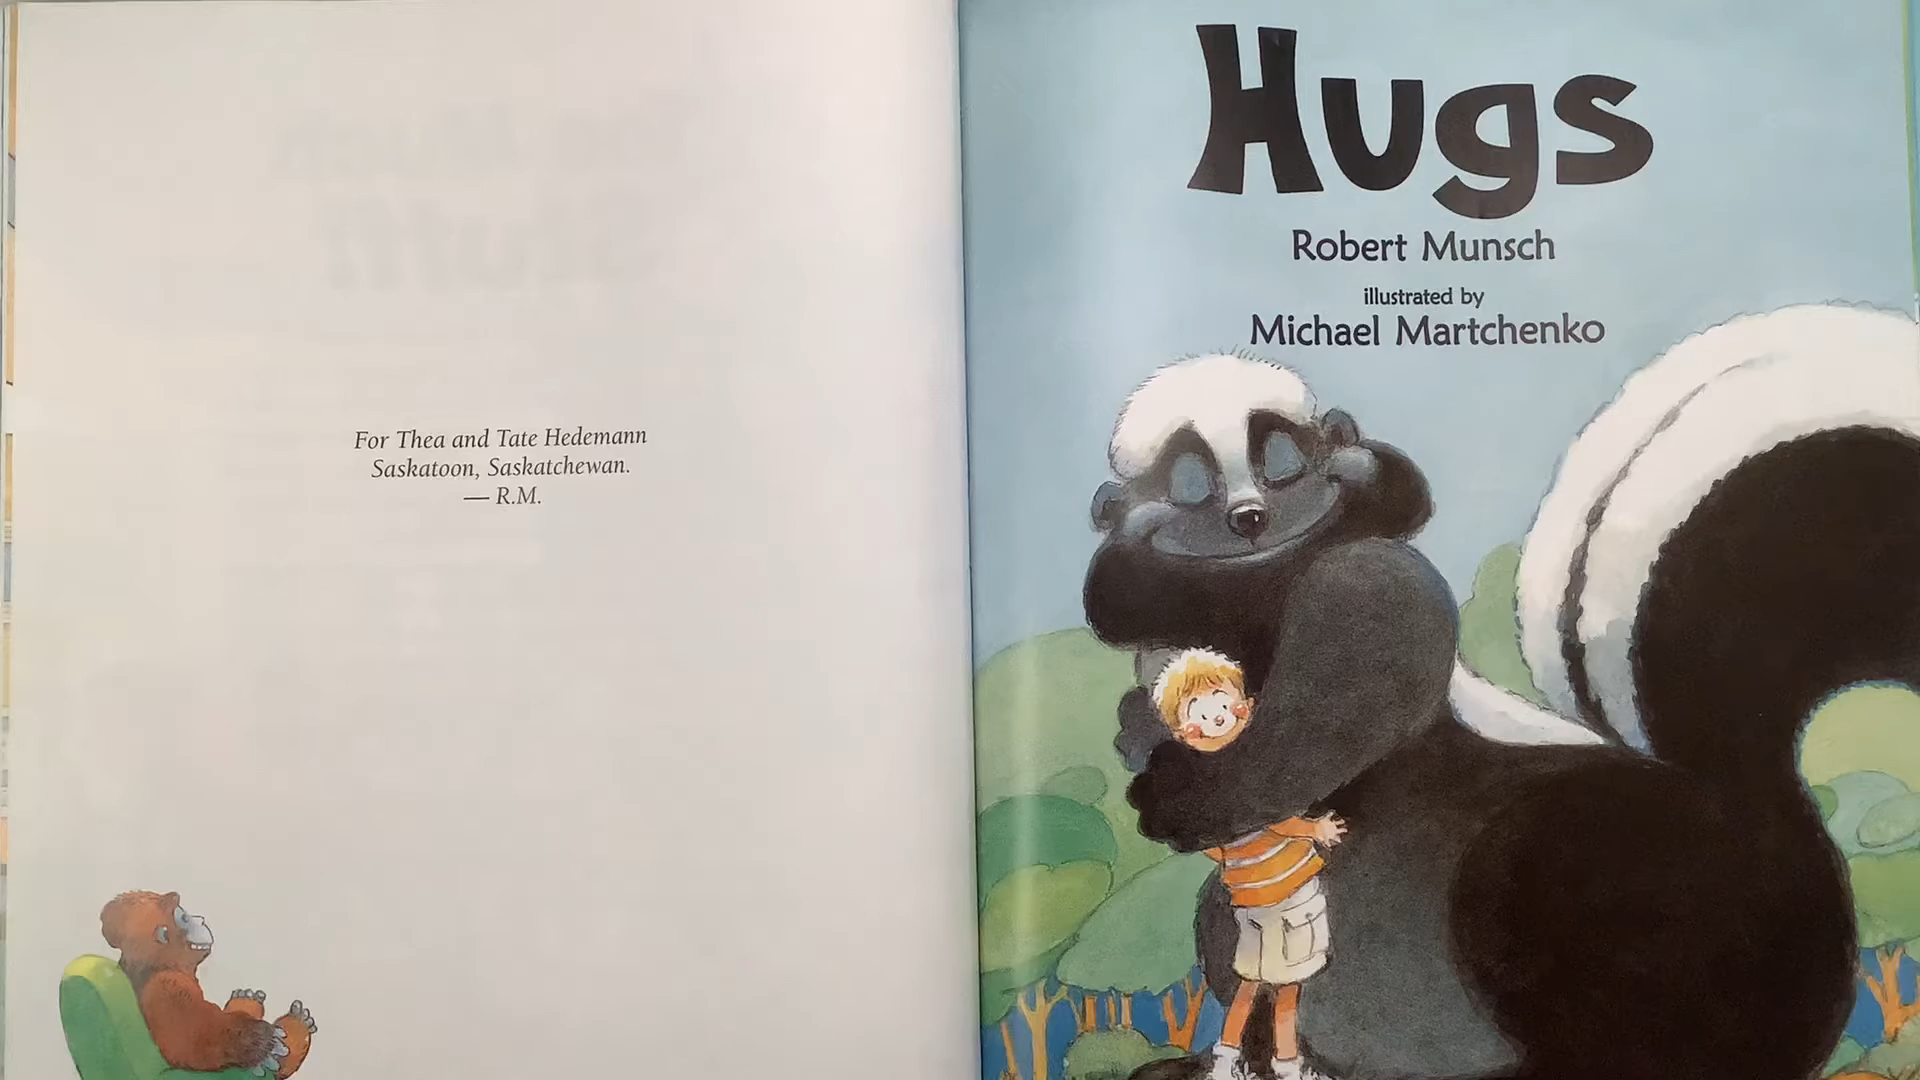 For Thea and Tate Hedemann
Saskatoon, Saskatchewan.
— R.M.
Hugs
Robert Munsch
illustrated by
Michael Martchenko